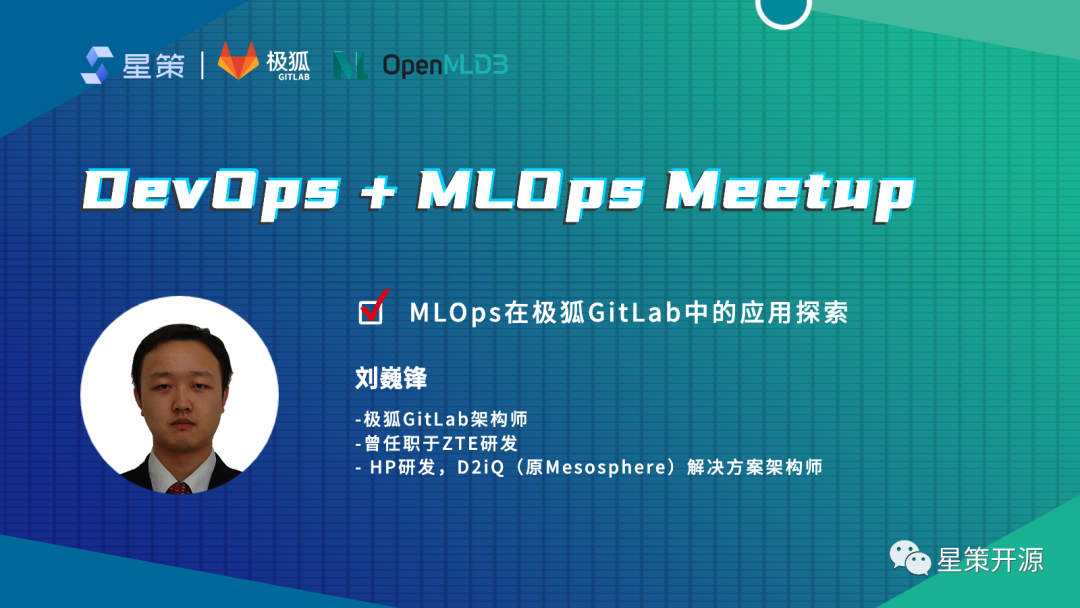 星策 | 极狐 GITLAB OpenMLDB
DevOps + MLOps Meetup
MLOps在极狐GitLab中的应用探索
刘巍锋
-极狐GitLab架构师
-曾任职于ZTE研发
- HP研发，D2iQ（原Mesosphere）解决方案架构师
星策开源